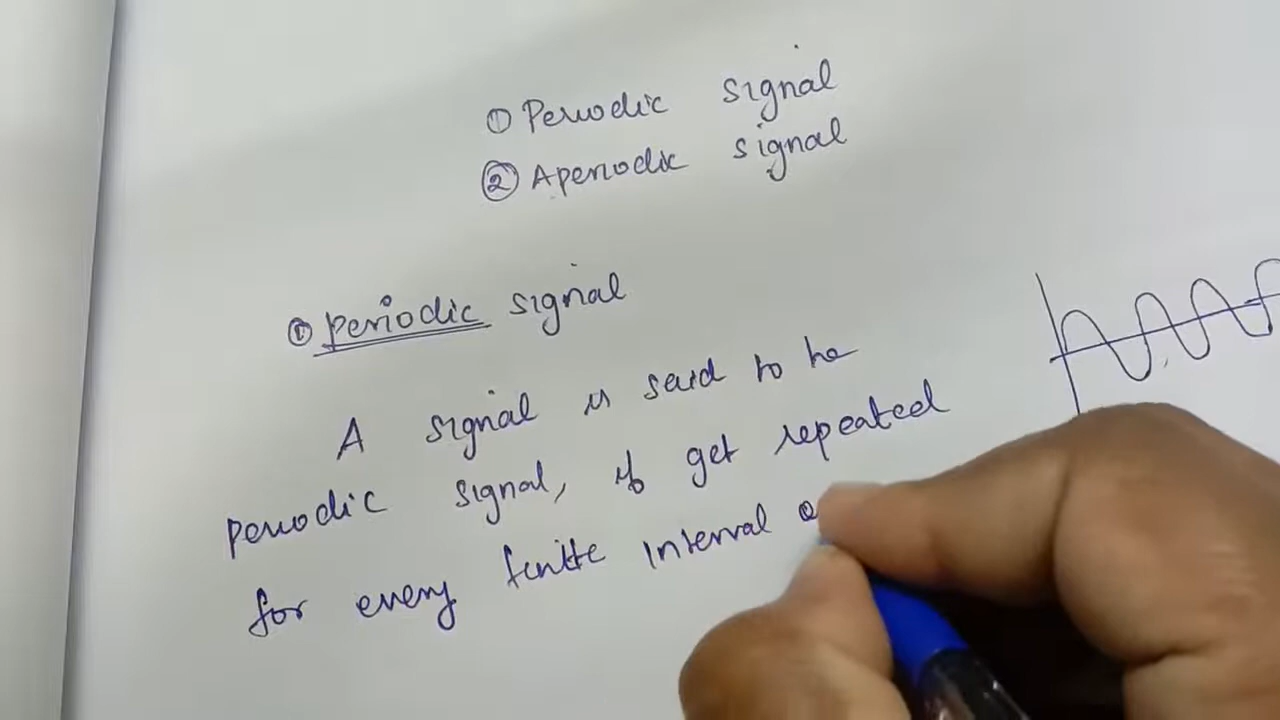 ① Periodic signal
② Aperiodic signal
① periodic signal
A signal is said to be
periodic signal, if get repeated
for every finite interval o